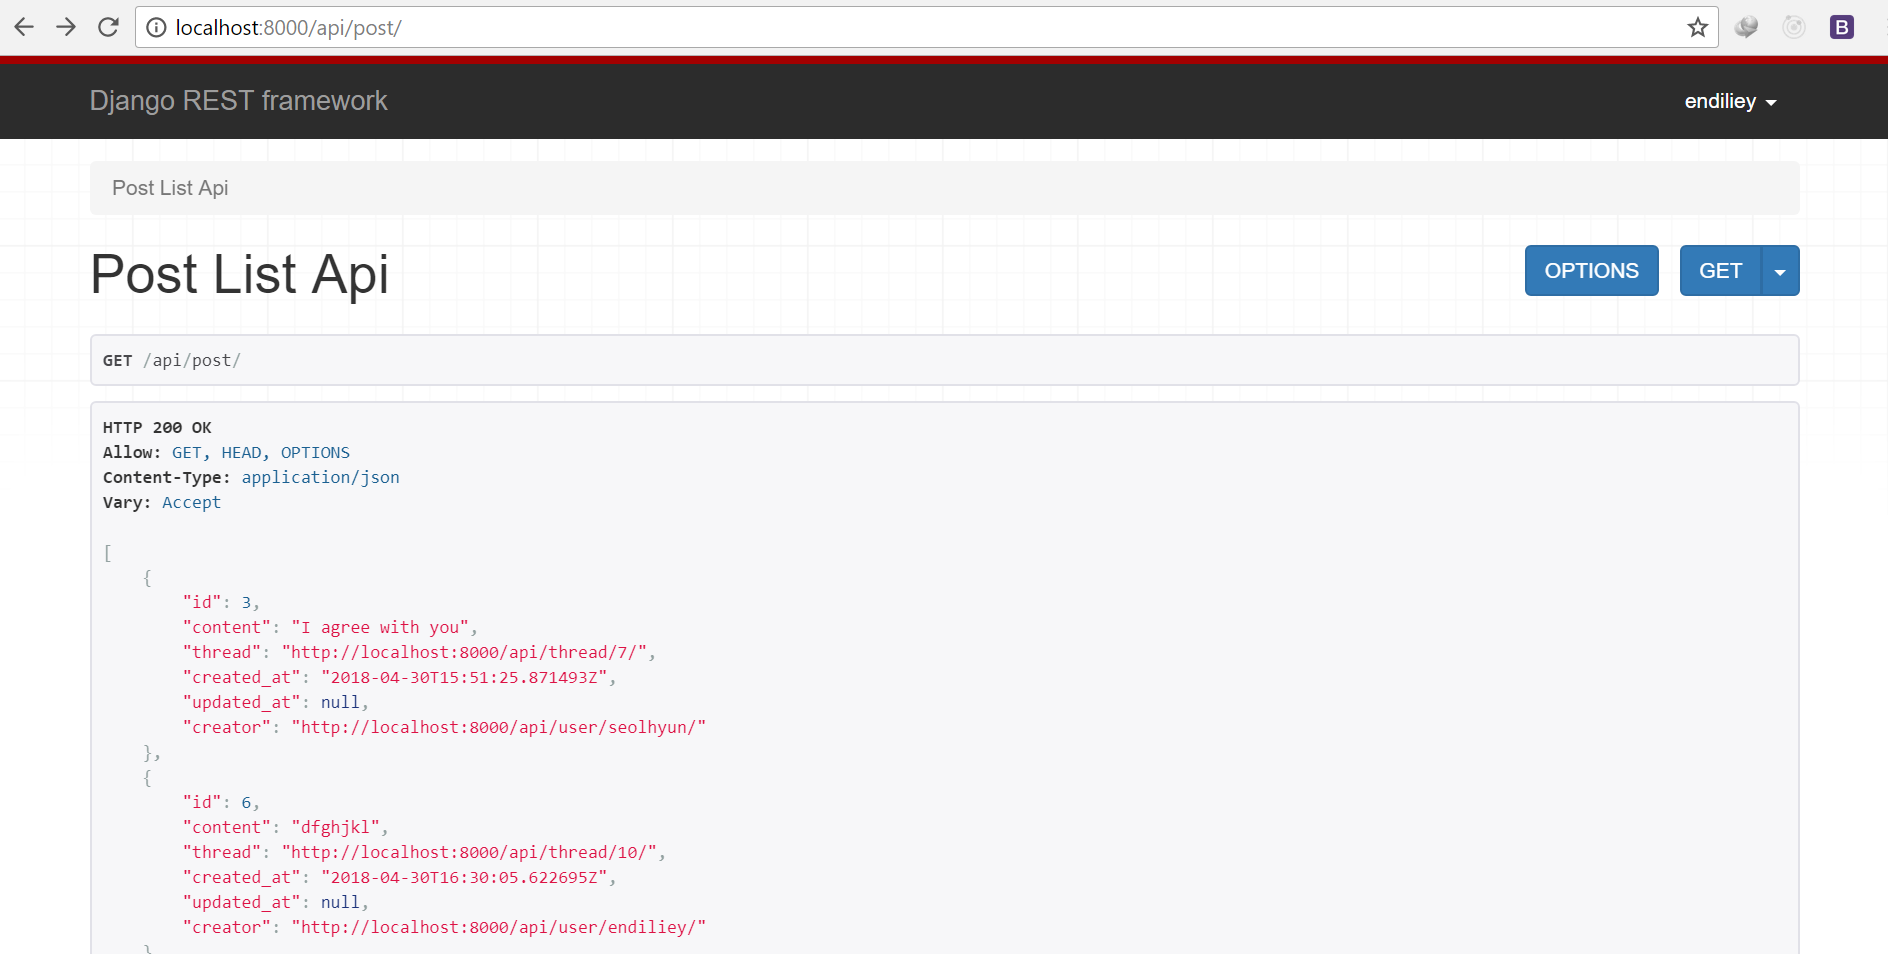 localhost:8000/api/post/
B
Django REST framework
endiliey
Post List Api
Post List Api
OPTIONS
GET
GET /api/post/
HTTP 200 OK
Allow: GET, HEAD, OPTIONS
Content-Type: application/json
Vary: Accept
[
    {
        "id": 3,
        "content": "I agree with you",
        "thread": "http://localhost:8000/api/thread/7/",
        "created_at": "2018-04-30T15:51:25.871493Z",
        "updated_at": null,
        "creator": "http://localhost:8000/api/user/seolhyun/"
    },
    {
        "id": 6,
        "content": "dfghjkl",
        "thread": "http://localhost:8000/api/thread/10/",
        "created_at": "2018-04-30T16:30:05.622695Z",
        "updated_at": null,
        "creator": "http://localhost:8000/api/user/endiliey/"
    }